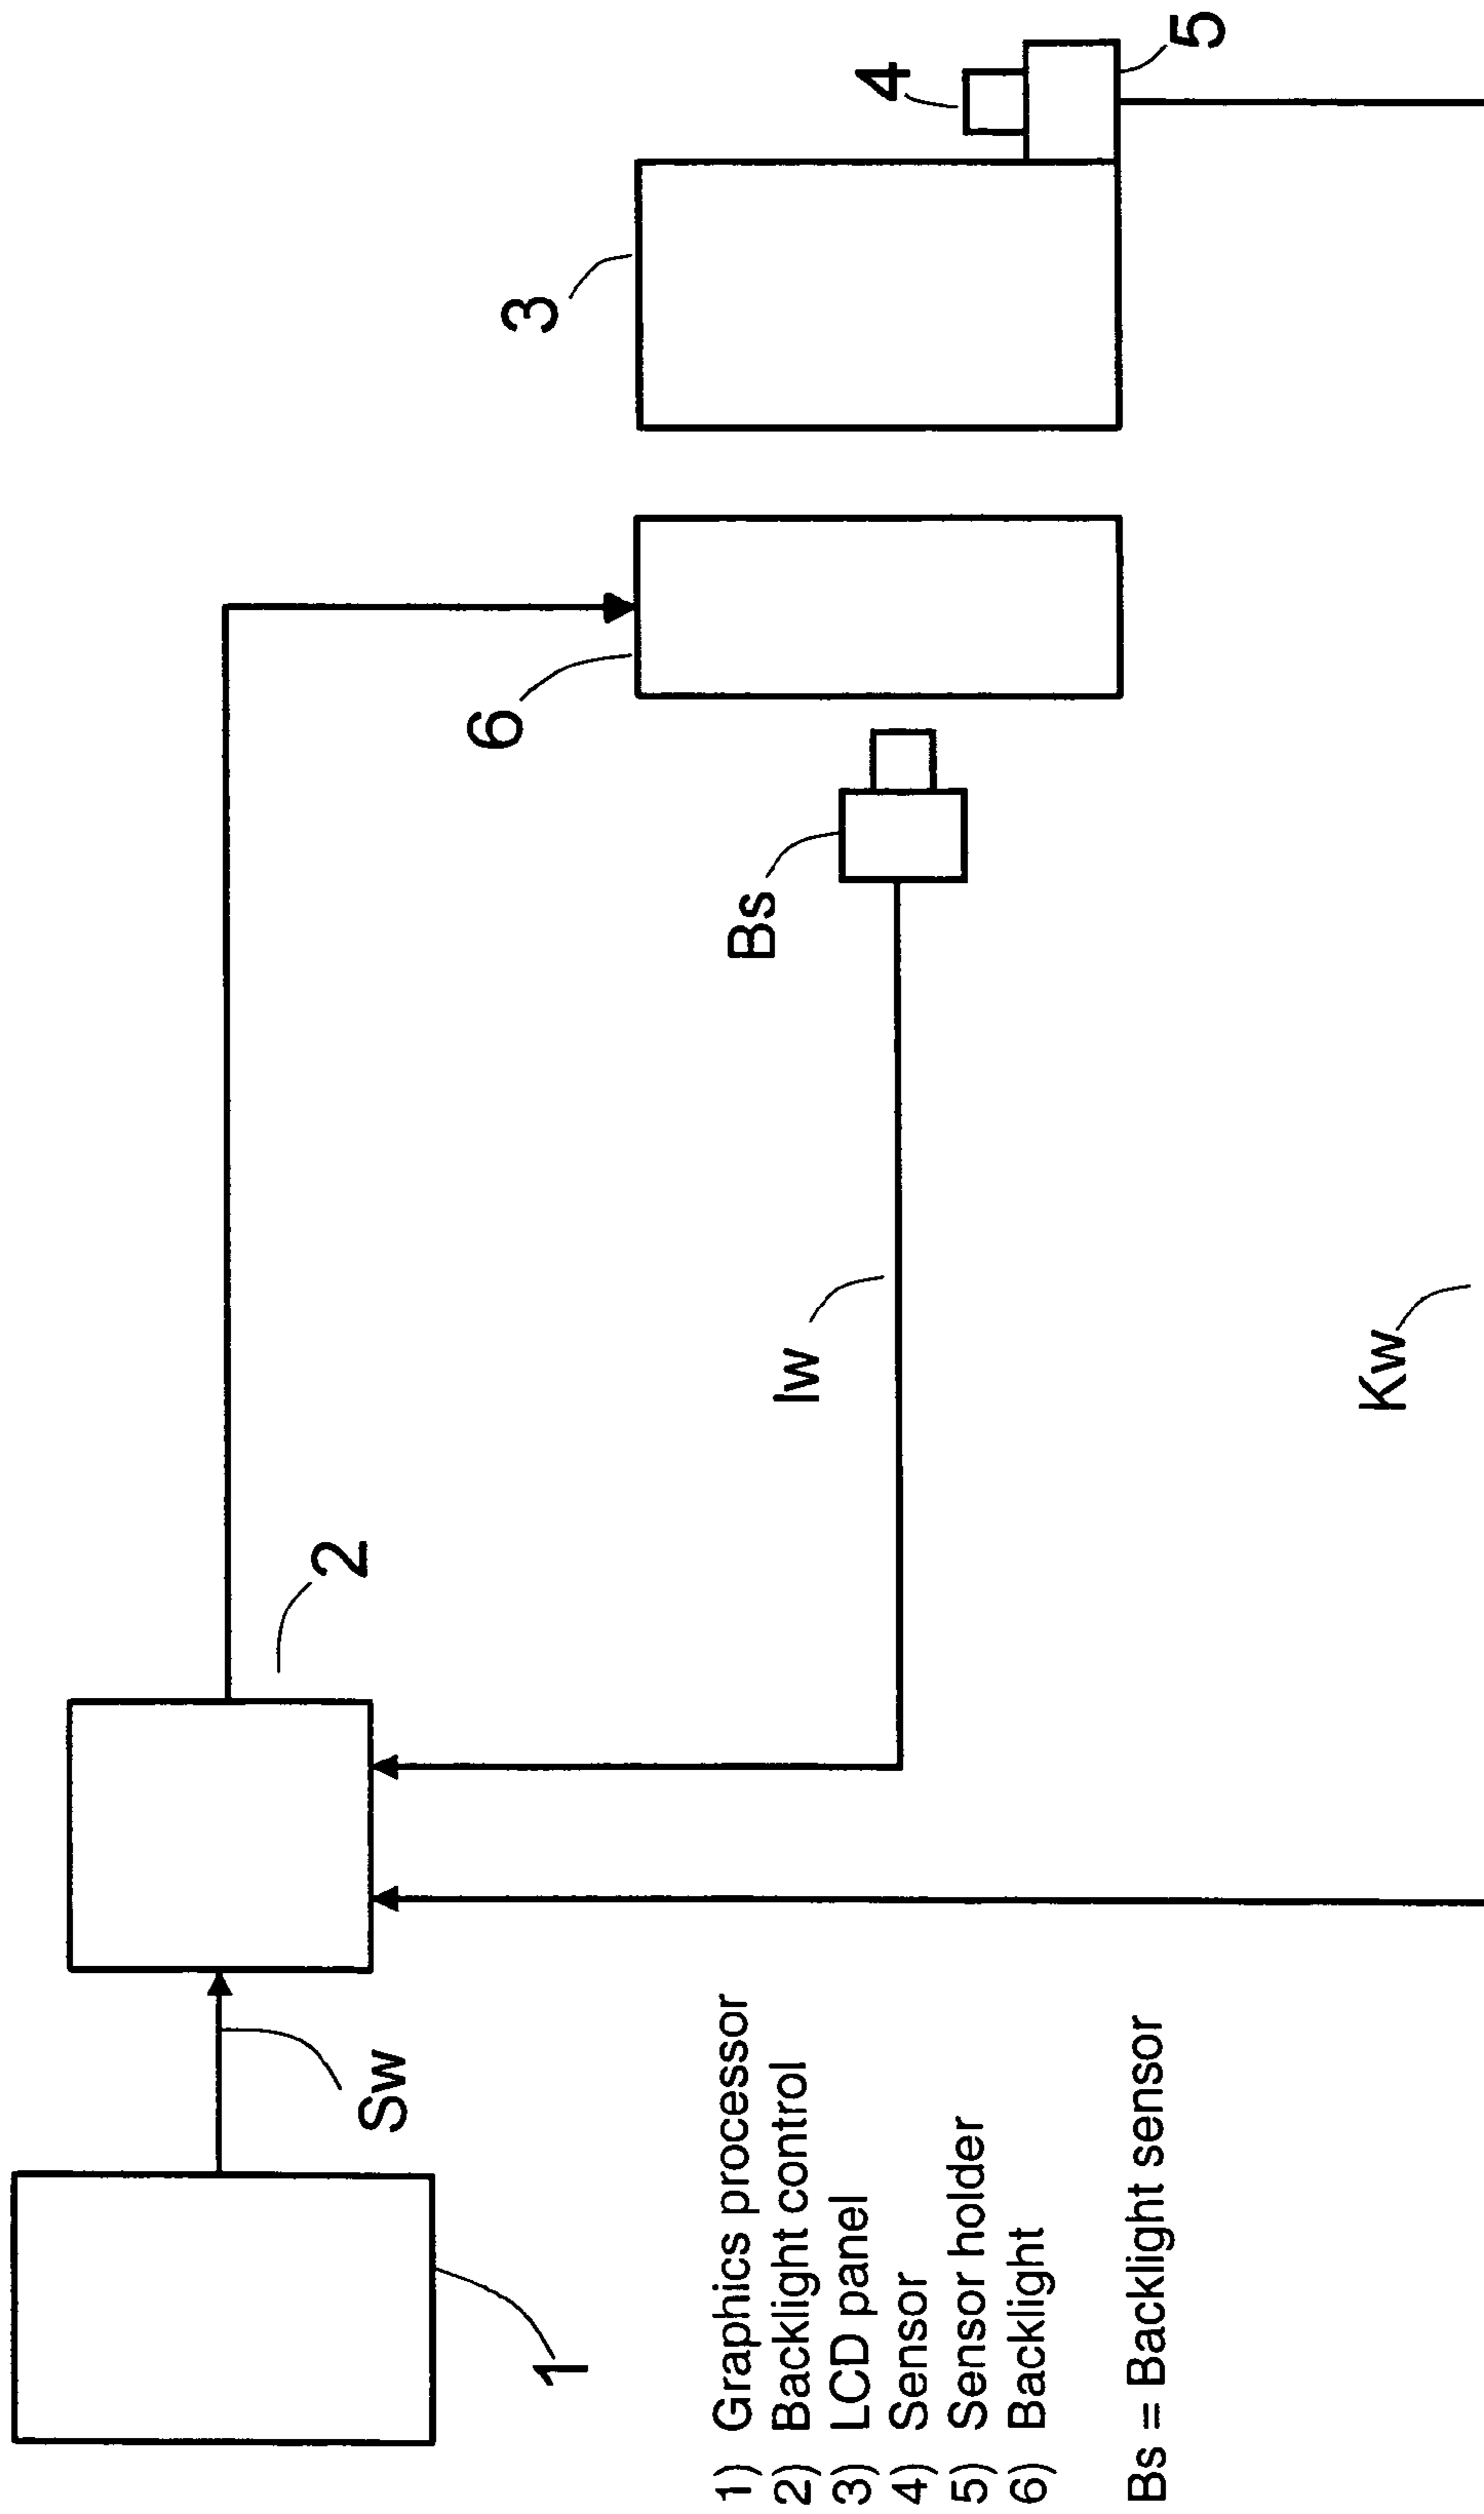 1
Sw
2
6
3
4
5
Bs
Iw
Kw
1) Graphics processor
2) Backlight control
3) LCD panel
4) Sensor
5) Sensor holder
6) Backlight
Bs = Backlight sensor